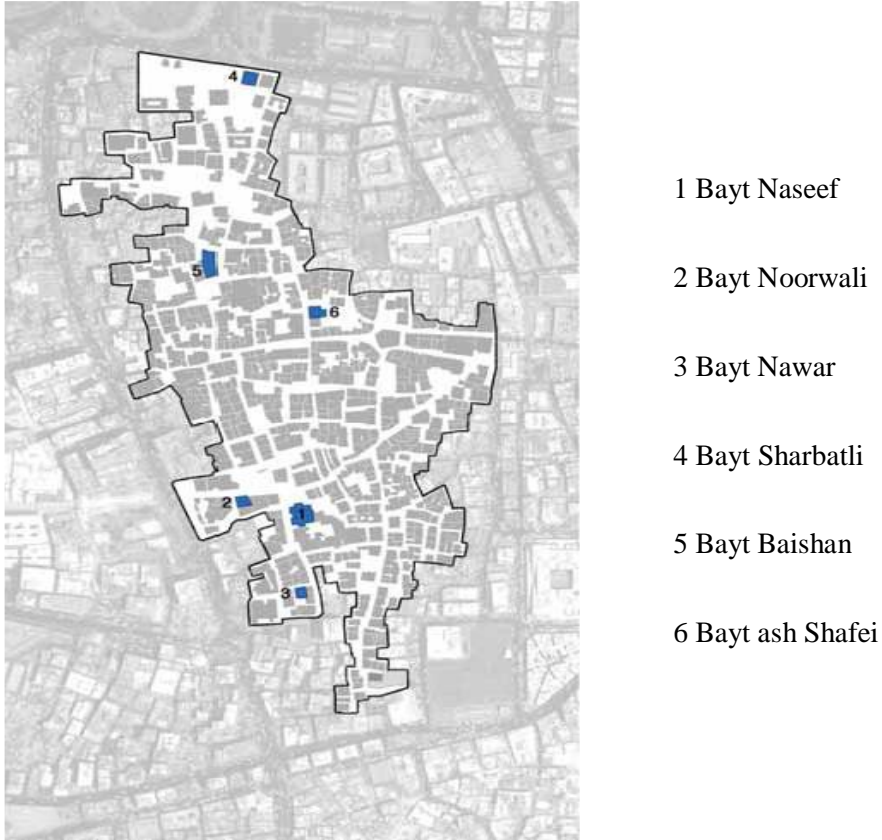 4
5
6
2
1
3
1 Bayt Naseef
2 Bayt Noorwali
3 Bayt Nawar
4 Bayt Sharbatli
5 Bayt Baishan
6 Bayt ash Shafei